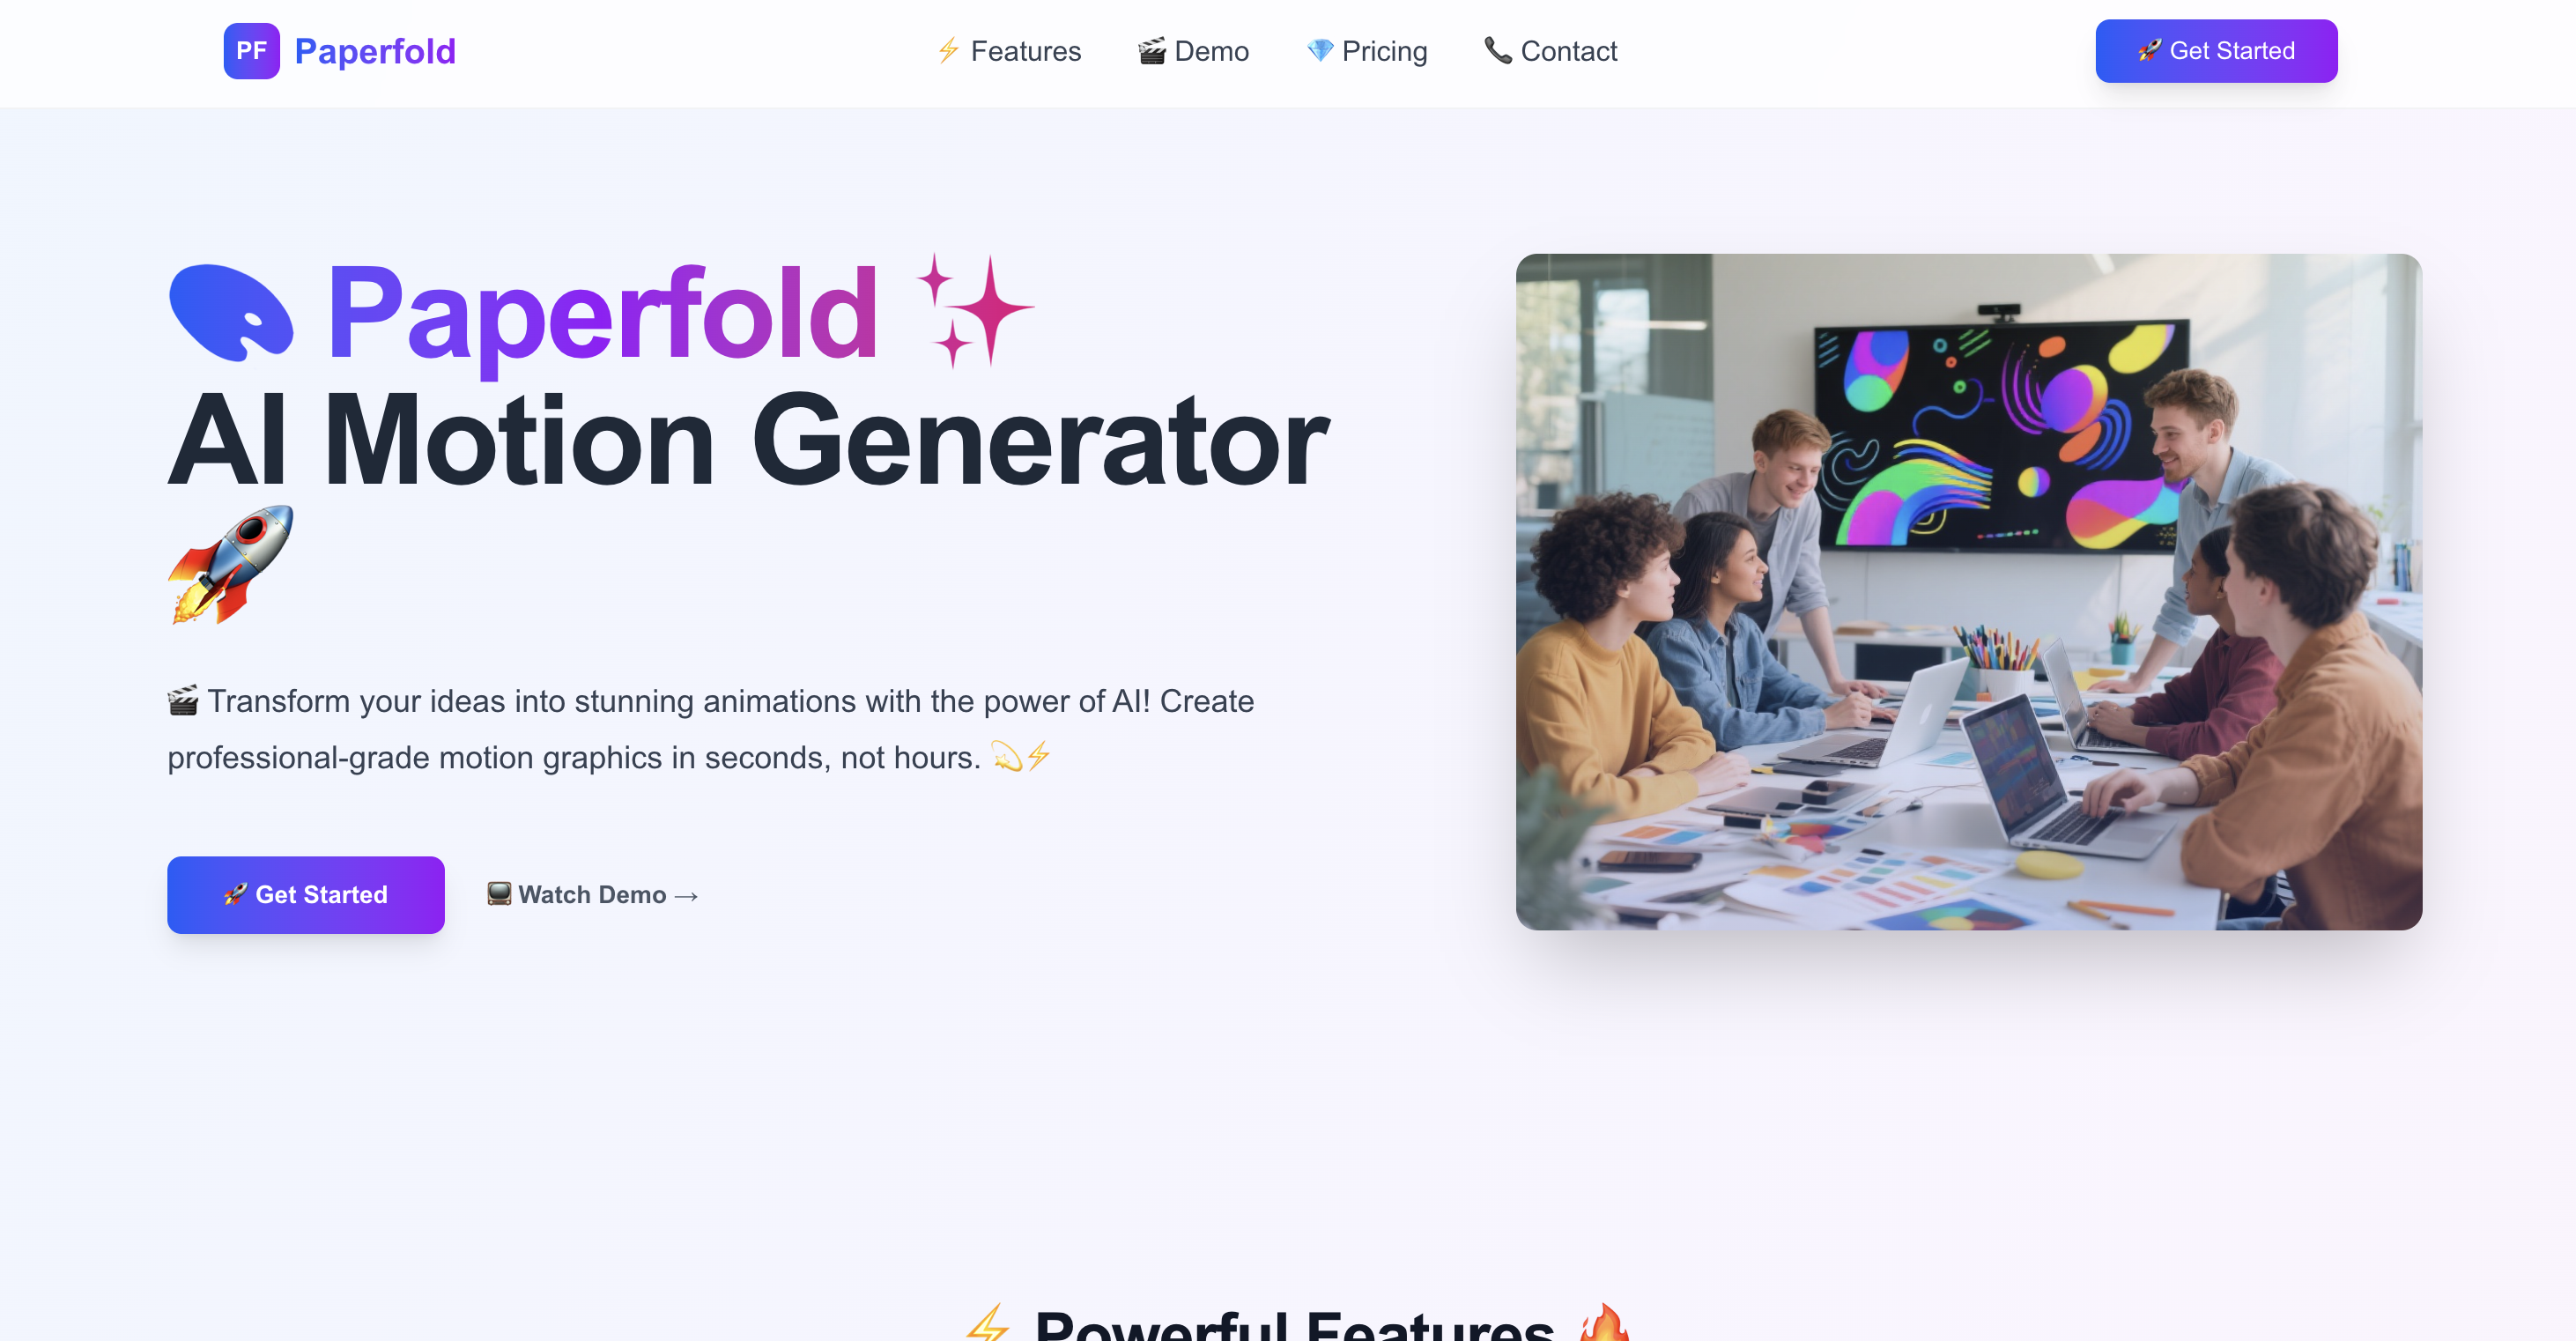 PF Paperfold
⚡ Features
🎬 Demo
💎 Pricing
📞 Contact
🚀 Get Started
🎨 Paperfold ✨
AI Motion Generator
🚀
🎬 Transform your ideas into stunning animations with the power of AI! Create
professional-grade motion graphics in seconds, not hours. 💫⚡
🚀 Get Started
📺 Watch Demo →
⚡ Powerful Features 🔥